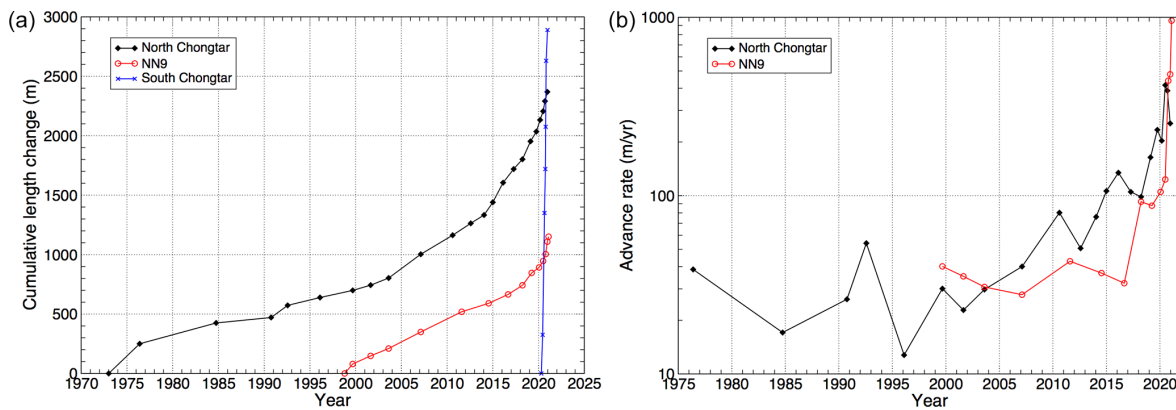 (a)
3000
2500
2000
1500
1000
500
0
Cumulative length change (m)
North Chongtar
NN9
South Chongtar
1970 1975 1980 1985 1990 1995 2000 2005 2010 2015 2020 2025
Year
(b)
1000
100
10
Advance rate (m/yr)
North Chongtar
NN9
1975 1980 1985 1990 1995 2000 2005 2010 2015 2020
Year